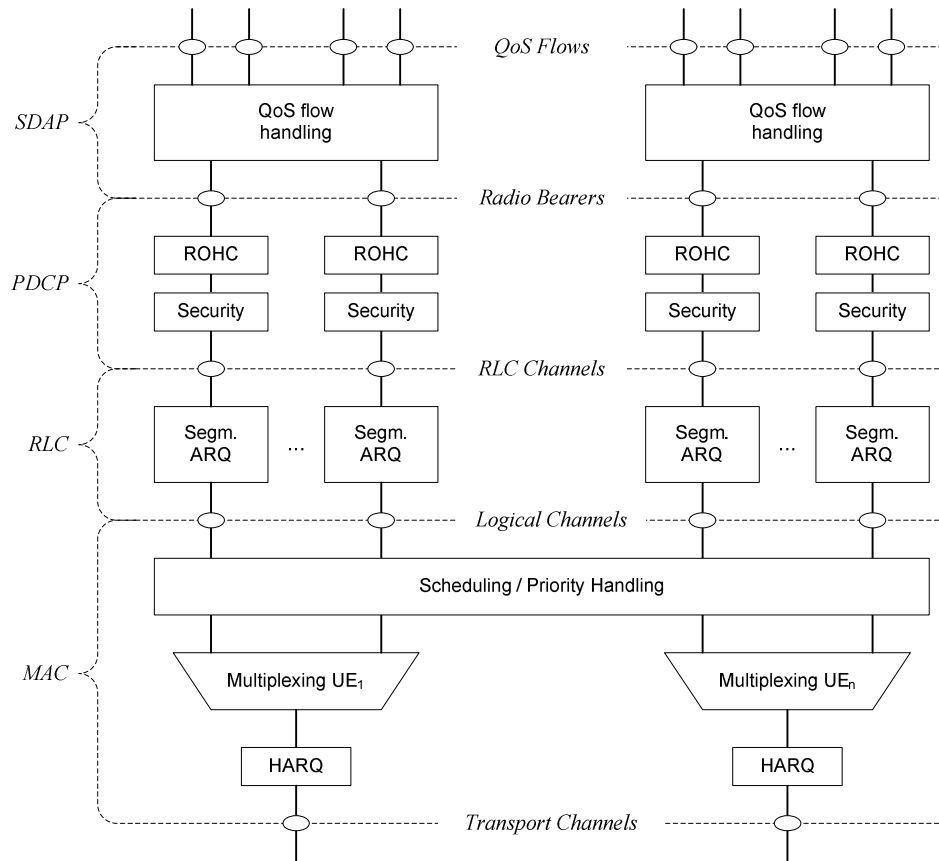 QoS Flows
SDAP
QoS flow
handling
QoS flow
handling
Radio Bearers
PDCP
ROHC
ROHC
ROHC
ROHC
Security
Security
Security
Security
RLC Channels
RLC
Segm.
ARQ
...
Segm.
ARQ
Segm.
ARQ
...
Segm.
ARQ
Logical Channels
MAC
Scheduling / Priority Handling
Multiplexing UE1
Multiplexing UEn
HARQ
HARQ
Transport Channels